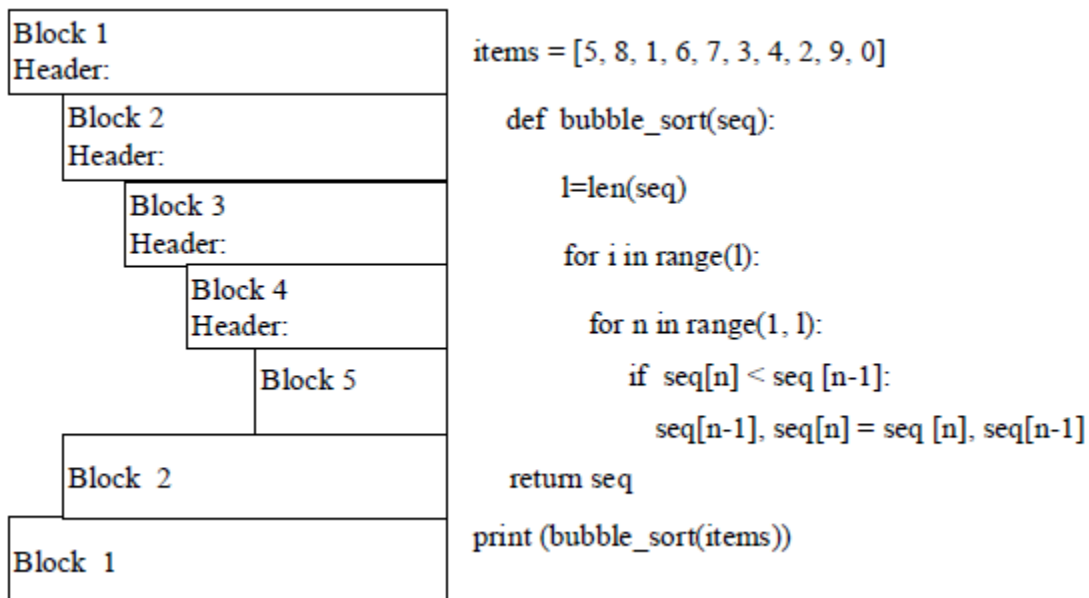 Block 1
Header:
Block 2
Header:
Block 3
Header:
Block 4
Header:
Block 5
Block 2
Block 1
items = [5, 8, 1, 6, 7, 3, 4, 2, 9, 0]
def bubble_sort(seq):
l=len(seq)
for i in range(l):
for n in range(1, l):
if seq[n] < seq [n-1]:
seq[n-1], seq[n] = seq [n], seq[n-1]
return seq
print (bubble_sort(items))